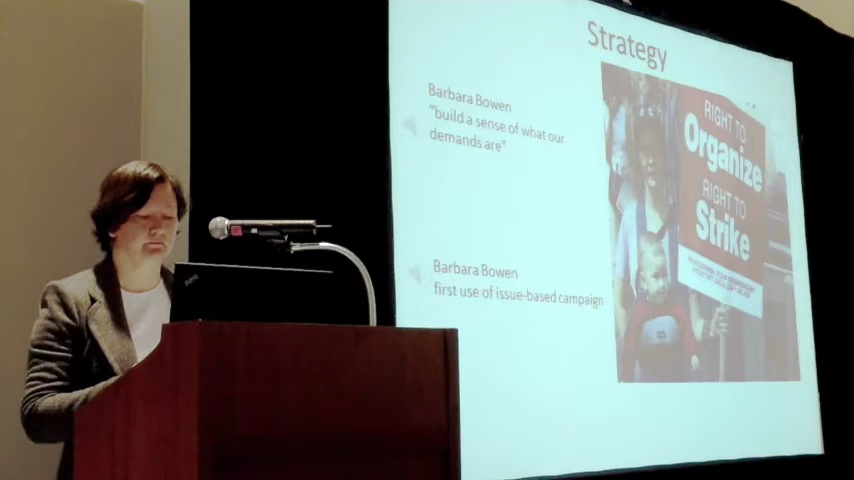 Strategy
Barbara Bowen
"build a sense of what our
demands are"
Barbara Bowen
first use of issue-based campaign
RIGHT TO
Organize
RIGHT TO
Strike